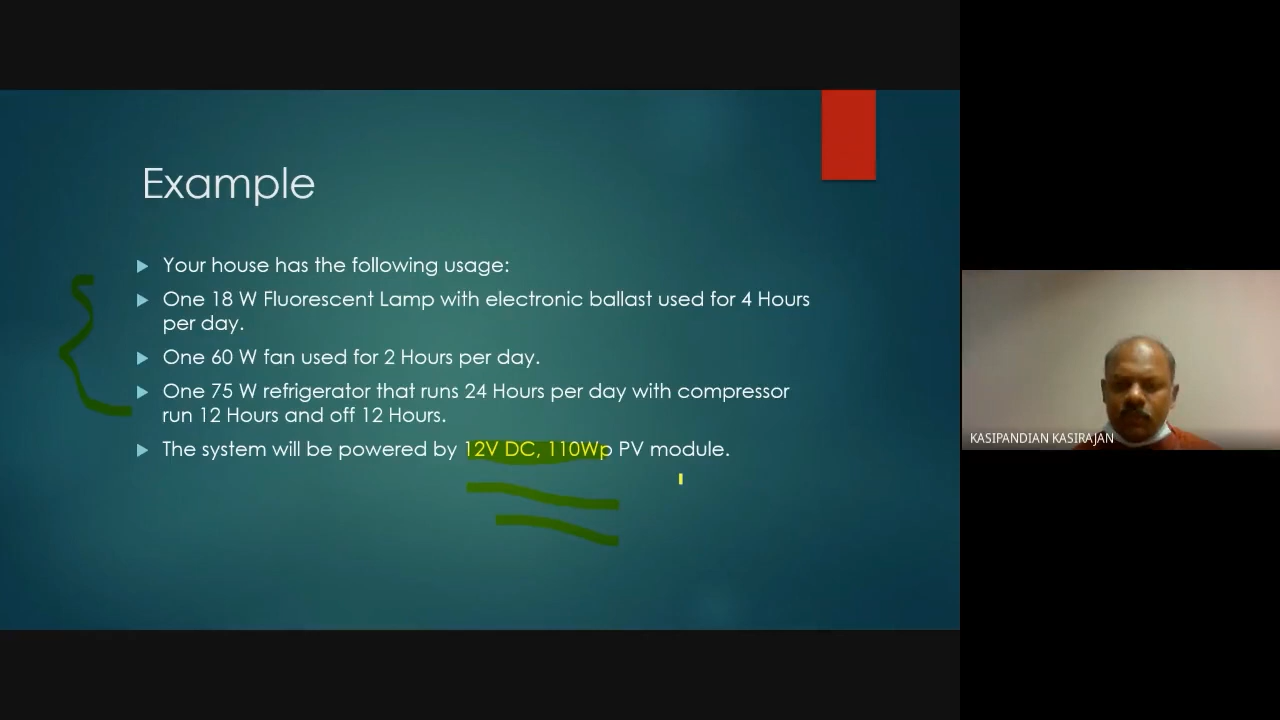 Example
Your house has the following usage:
One 18 W Fluorescent Lamp with electronic ballast used for 4 Hours
per day.
One 60 W fan used for 2 Hours per day.
One 75 W refrigerator that runs 24 Hours per day with compressor
run 12 Hours and off 12 Hours.
The system will be powered by 12V DC, 110Wp PV module.
KASIPANDIAN KASIRAJAN